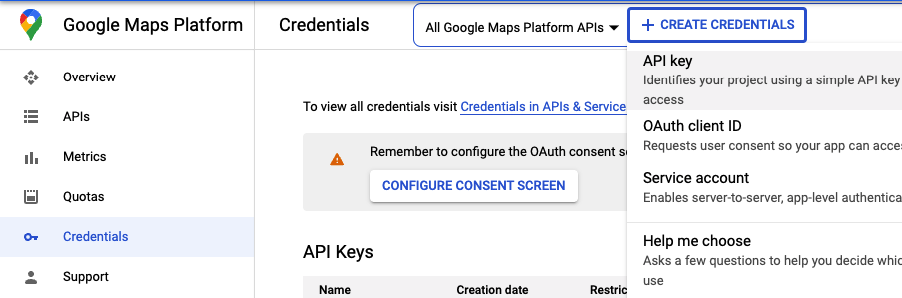 Google Maps Platform
Credentials
All Google Maps Platform APIs
+ CREATE CREDENTIALS
Overview
APIs
Metrics
Quotas
Credentials
Support
To view all credentials visit Credentials in APIs & Service
Remember to configure the OAuth consent
CONFIGURE CONSENT SCREEN
API Keys
Name Creation date Restric
API key
Identifies your project using a simple API key
access
OAuth client ID
Requests user consent so your app can acce
Service account
Enables server-to-server, app-level authentica
Help me choose
Asks a few questions to help you decide whic
use